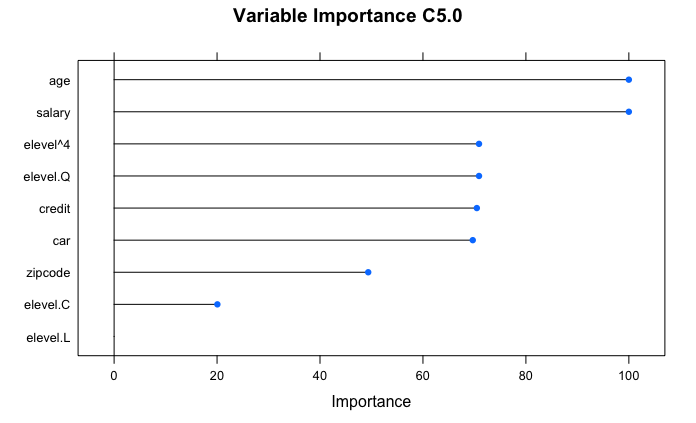 Variable Importance C5.0
age
salary
elevel^4
elevel.Q
credit
car
zipcode
elevel.C
elevel.L
0 20 40 60 80 100
Importance